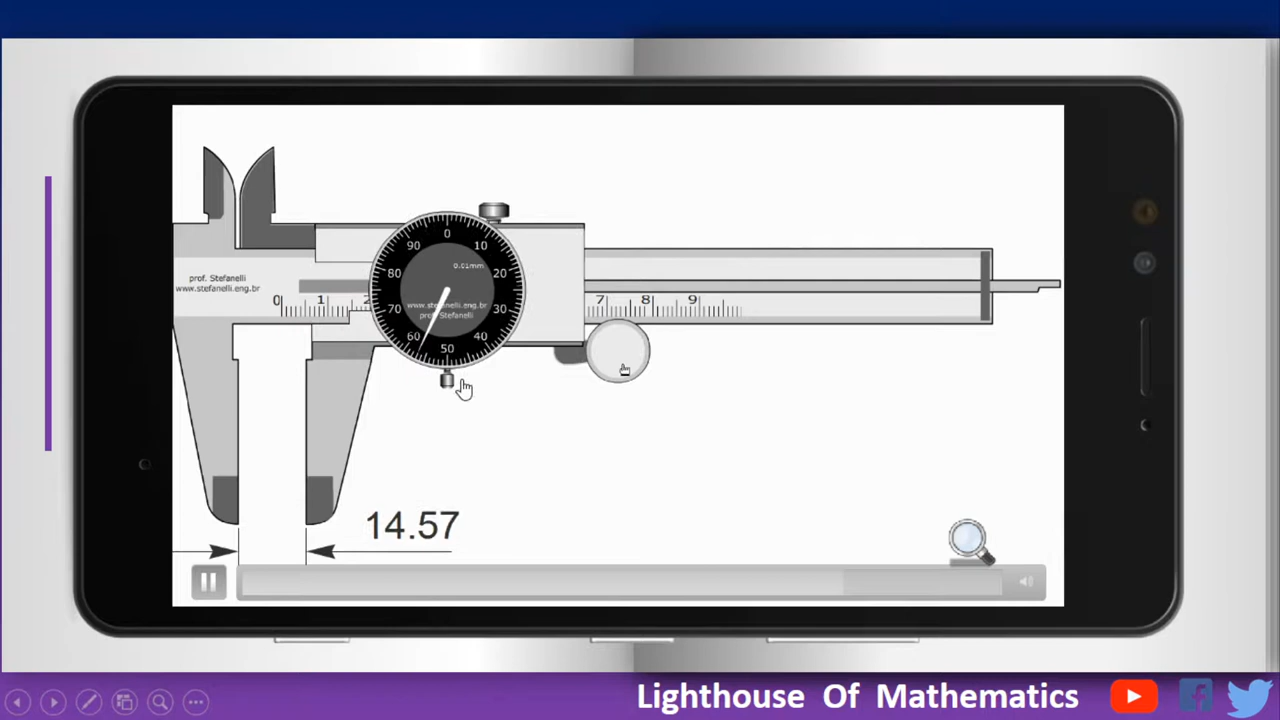 0
90 10
0.01mm
80 20
prof. Stefanelli
www.stefanelli.eng.br
0 1 2
70 30
www.stefanelli.eng.br
prof Stefanelli
7 8 9
60 40
50
14.57
Lighthouse Of Mathematics